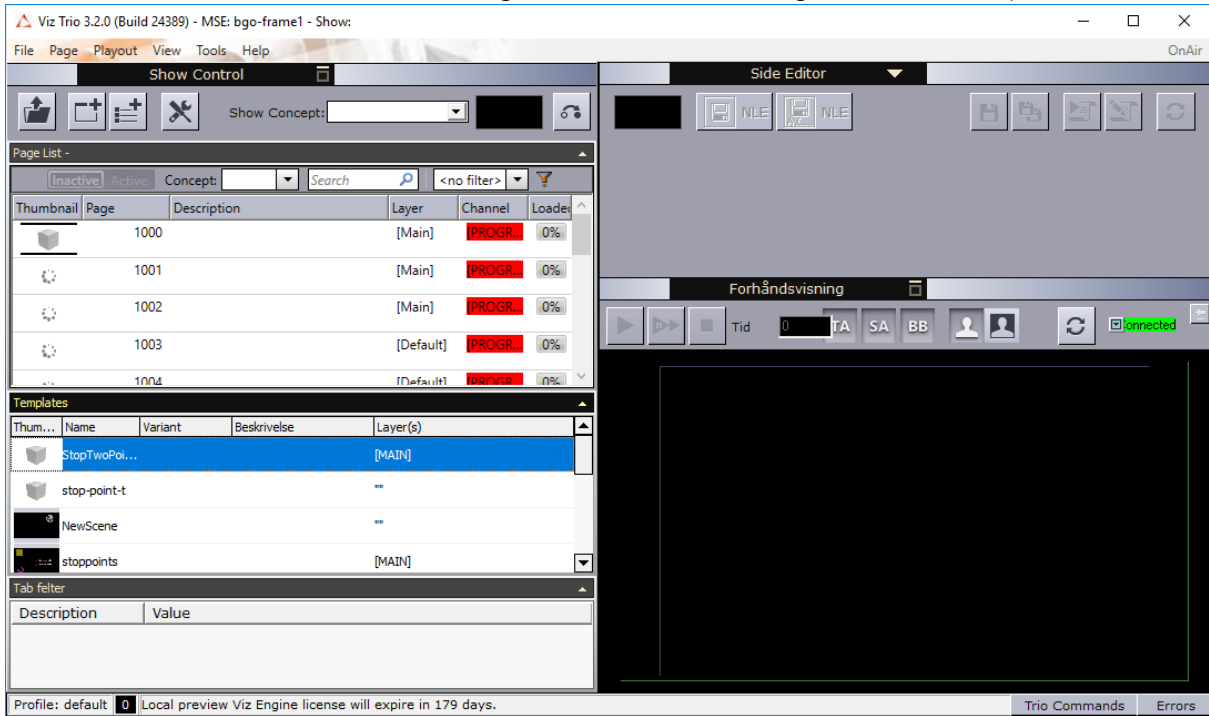 Viz Trio 3.2.0 (Build 24389) - MSE: bgo-frame1 - Show:
File Page Playout View Tools Help OnAir
Show Control
Show Concept:
Page List -
Inactive Active Concept: Search <no filter>
Thumbnail Page Description Layer Channel Loaded
1000 [Main] [PROGR... 0%
1001 [Main] [PROGR... 0%
1002 [Main] [PROGR... 0%
1003 [Default] [PROGR... 0%
1004 [Default] [PROGR... 0%
Templates
Thum... Name Variant Beskrivelse Layer(s)
StopTwoPoi... [MAIN]
stop-point-t ""
NewScene ""
stoppoints [MAIN]
Tab felter
Description Value
Side Editor
NLE NLE
Forhåndsvisning
Tid 0 TA SA BB onnected
Profile: default 0 Local preview Viz Engine license will expire in 179 days. Trio Commands Errors